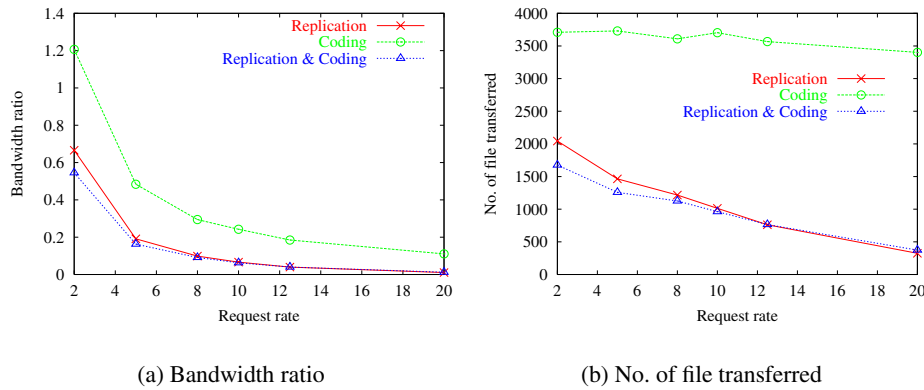 1.4
1.2
1
0.8
0.6
0.4
0.2
0
2 4 6 8 10 12 14 16 18 20
Bandwidth ratio
Request rate
Replication
Coding
Replication & Coding
(a) Bandwidth ratio
4000
3500
3000
2500
2000
1500
1000
500
0
2 4 6 8 10 12 14 16 18 20
No. of file transferred
Request rate
Replication
Coding
Replication & Coding
(b) No. of file transferred